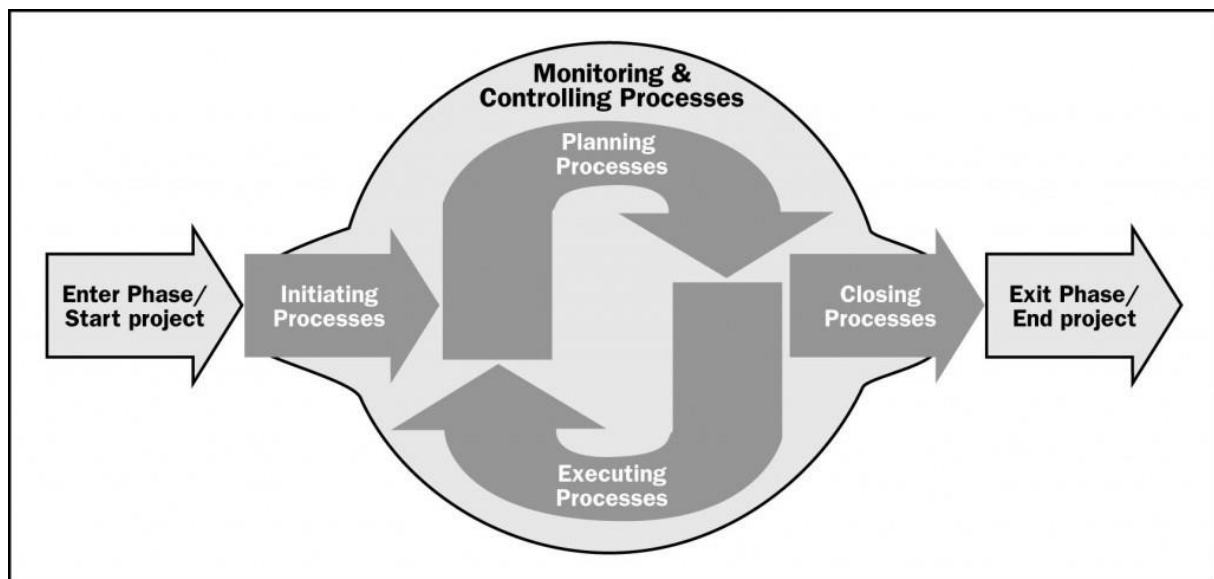 Monitoring &
Controlling Processes
Planning
Processes
Enter Phase/
Start project
Initiating
Processes
Closing
Processes
Exit Phase/
End project
Executing
Processes